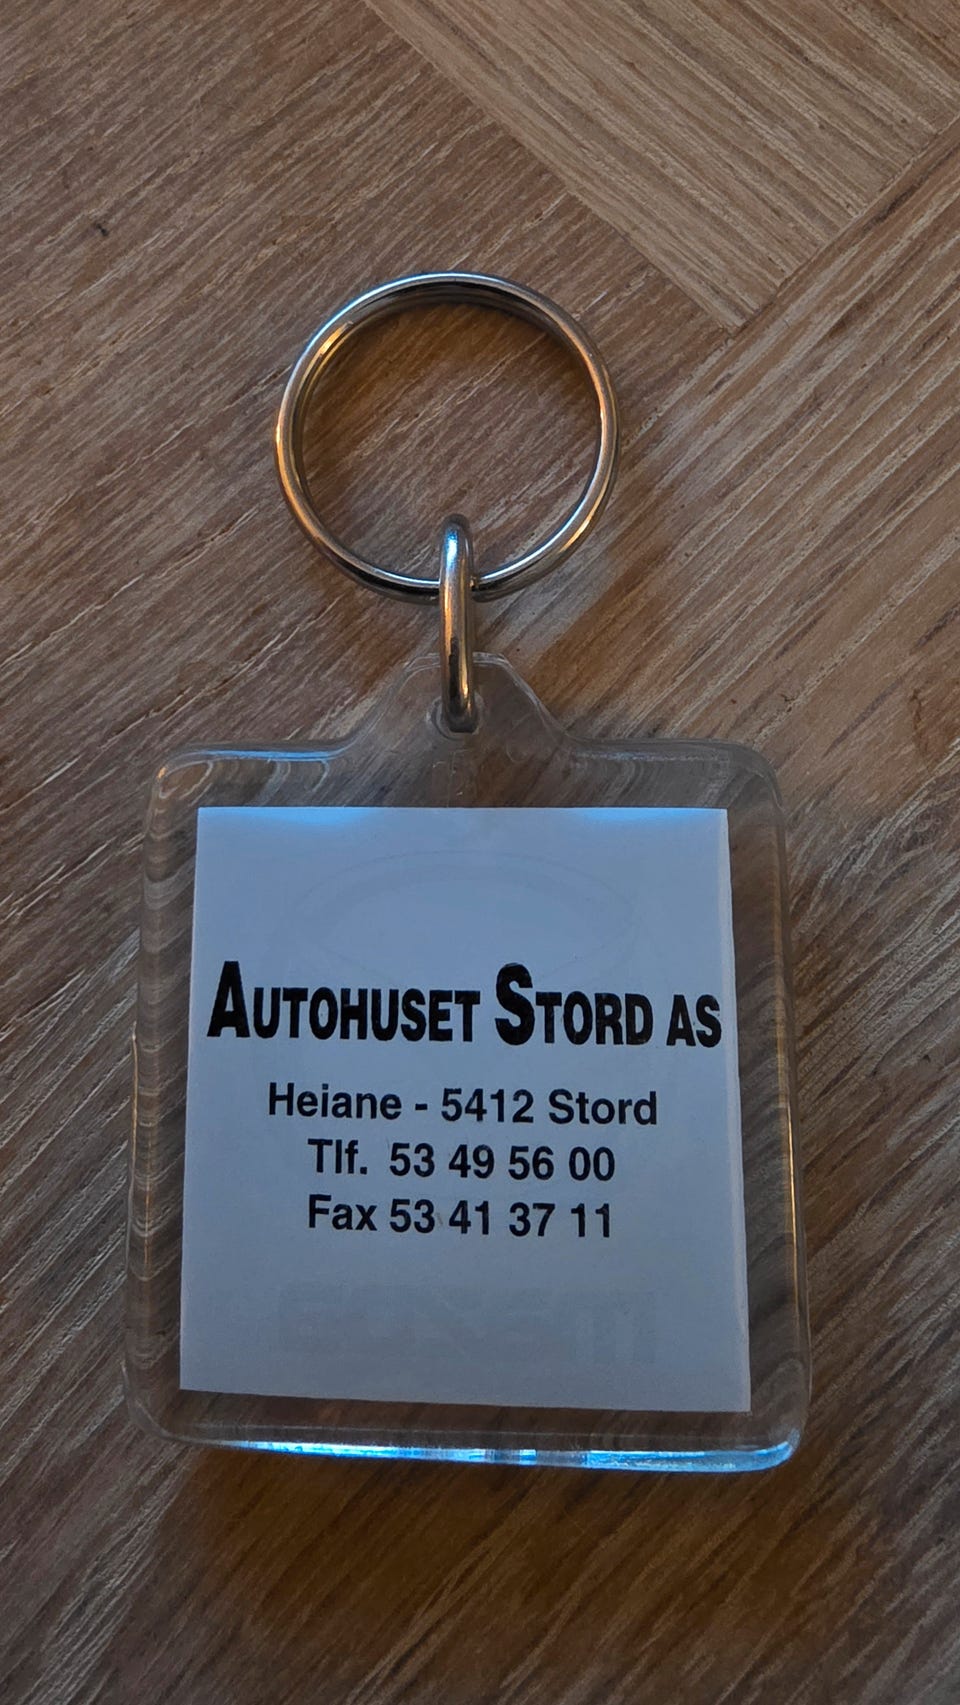 AUTOHUSET STORD AS
Heiane - 5412 Stord
Tlf. 53 49 56 00
Fax 53 41 37 11